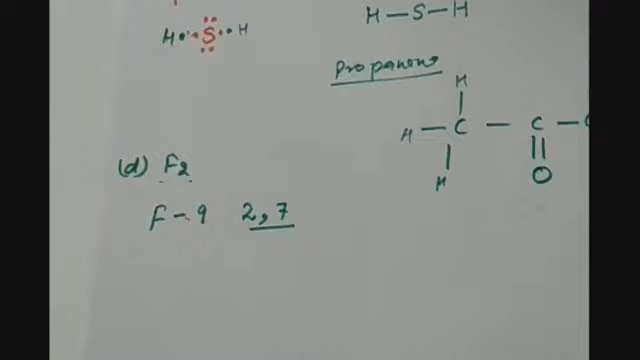 H S H
H — S — H
Propanone
H
H — C — C — C
H O
(d) F2
F - 9 2, 7